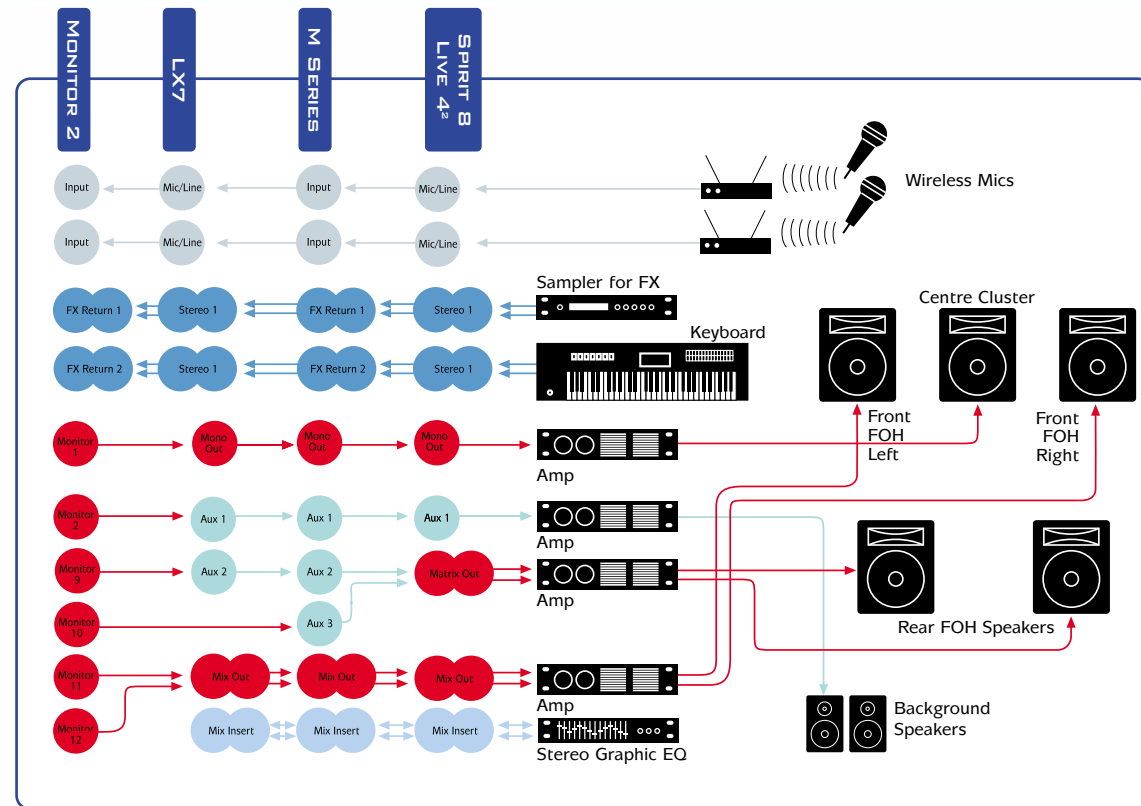 MONITOR 2
LX7
M SERIES
SPIRIT 8
LIVE 4²
Input
Mic/Line
Input
Mic/Line
Wireless Mics
Input
Mic/Line
Input
Mic/Line
Sampler for FX
FX Return 1
Stereo 1
FX Return 1
Stereo 1
Centre Cluster
Keyboard
FX Return 2
Stereo 1
FX Return 2
Stereo 1
Front
FOH
Left
Front
FOH
Right
Monitor
1
Mono
Out
Mono
Out
Mono
Out
Amp
Monitor
2
Aux 1
Aux 1
Aux 1
Amp
Monitor
9
Aux 2
Aux 2
Matrix Out
Amp
Monitor
10
Aux 3
Rear FOH Speakers
Monitor
11
Mix Out
Mix Out
Mix Out
Amp
Background
Speakers
Monitor
12
Mix Insert
Mix Insert
Mix Insert
Stereo Graphic EQ